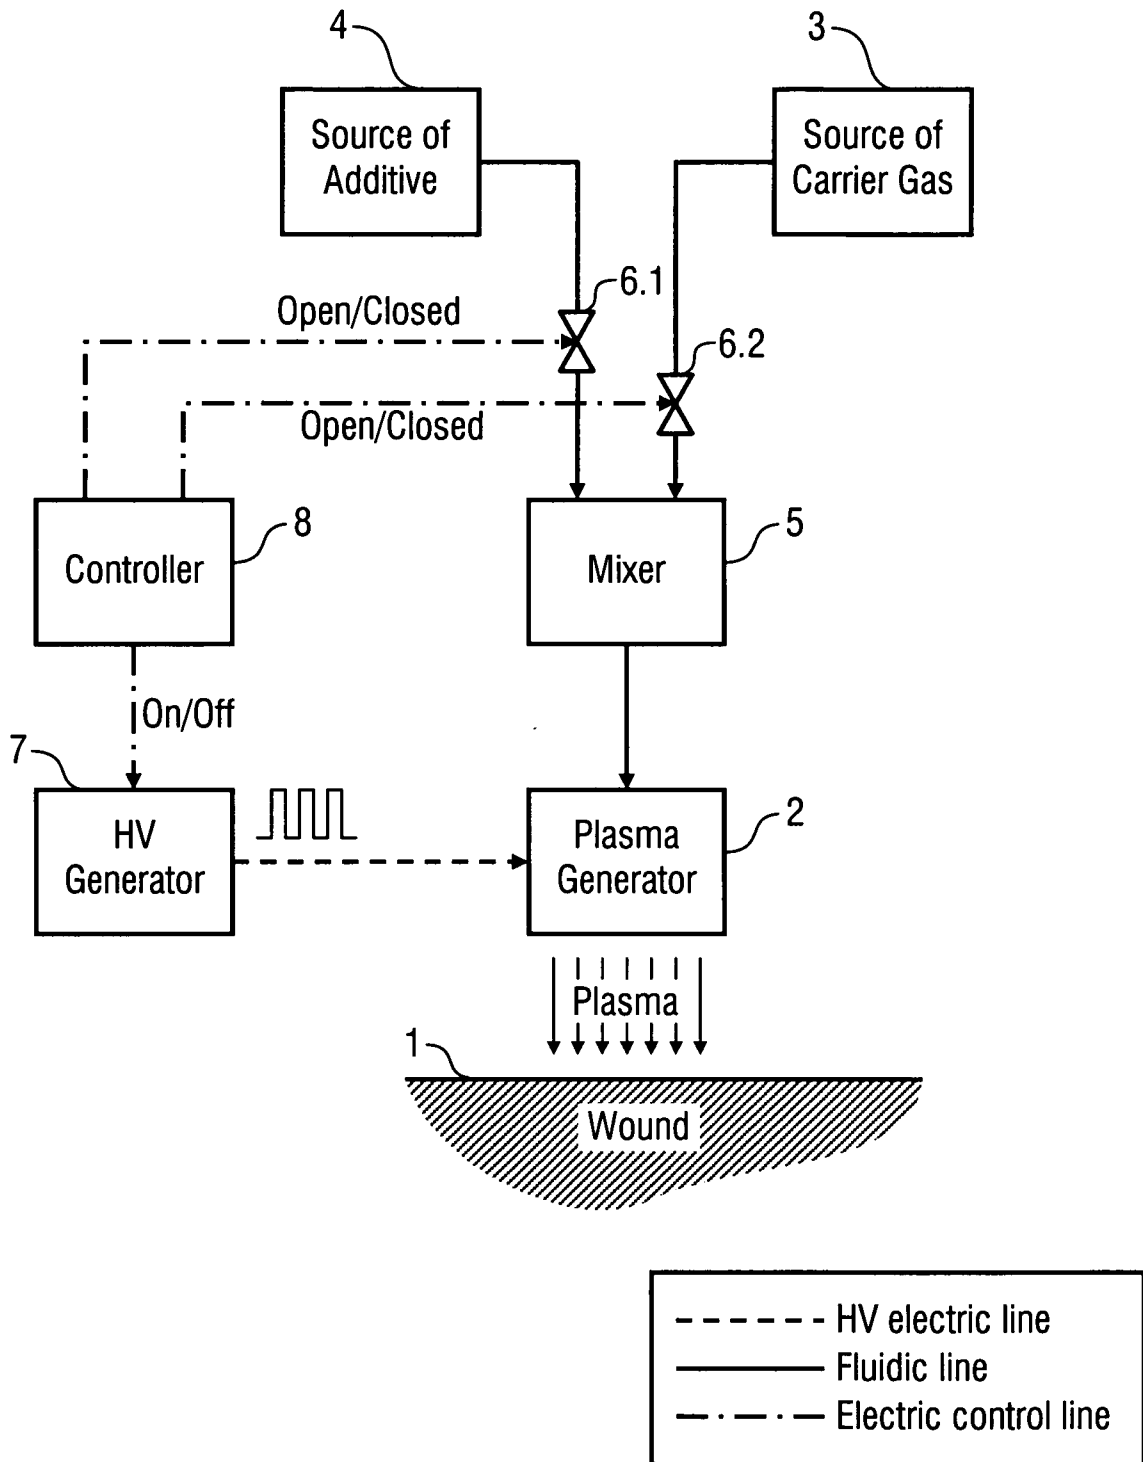 4
3
Source of
Additive
Source of
Carrier Gas
6.1
Open/Closed
6.2
Open/Closed
8
5
Controller
Mixer
On/Off
7
2
HV
Generator
Plasma
Generator
Plasma
1
Wound
HV electric line
Fluidic line
Electric control line